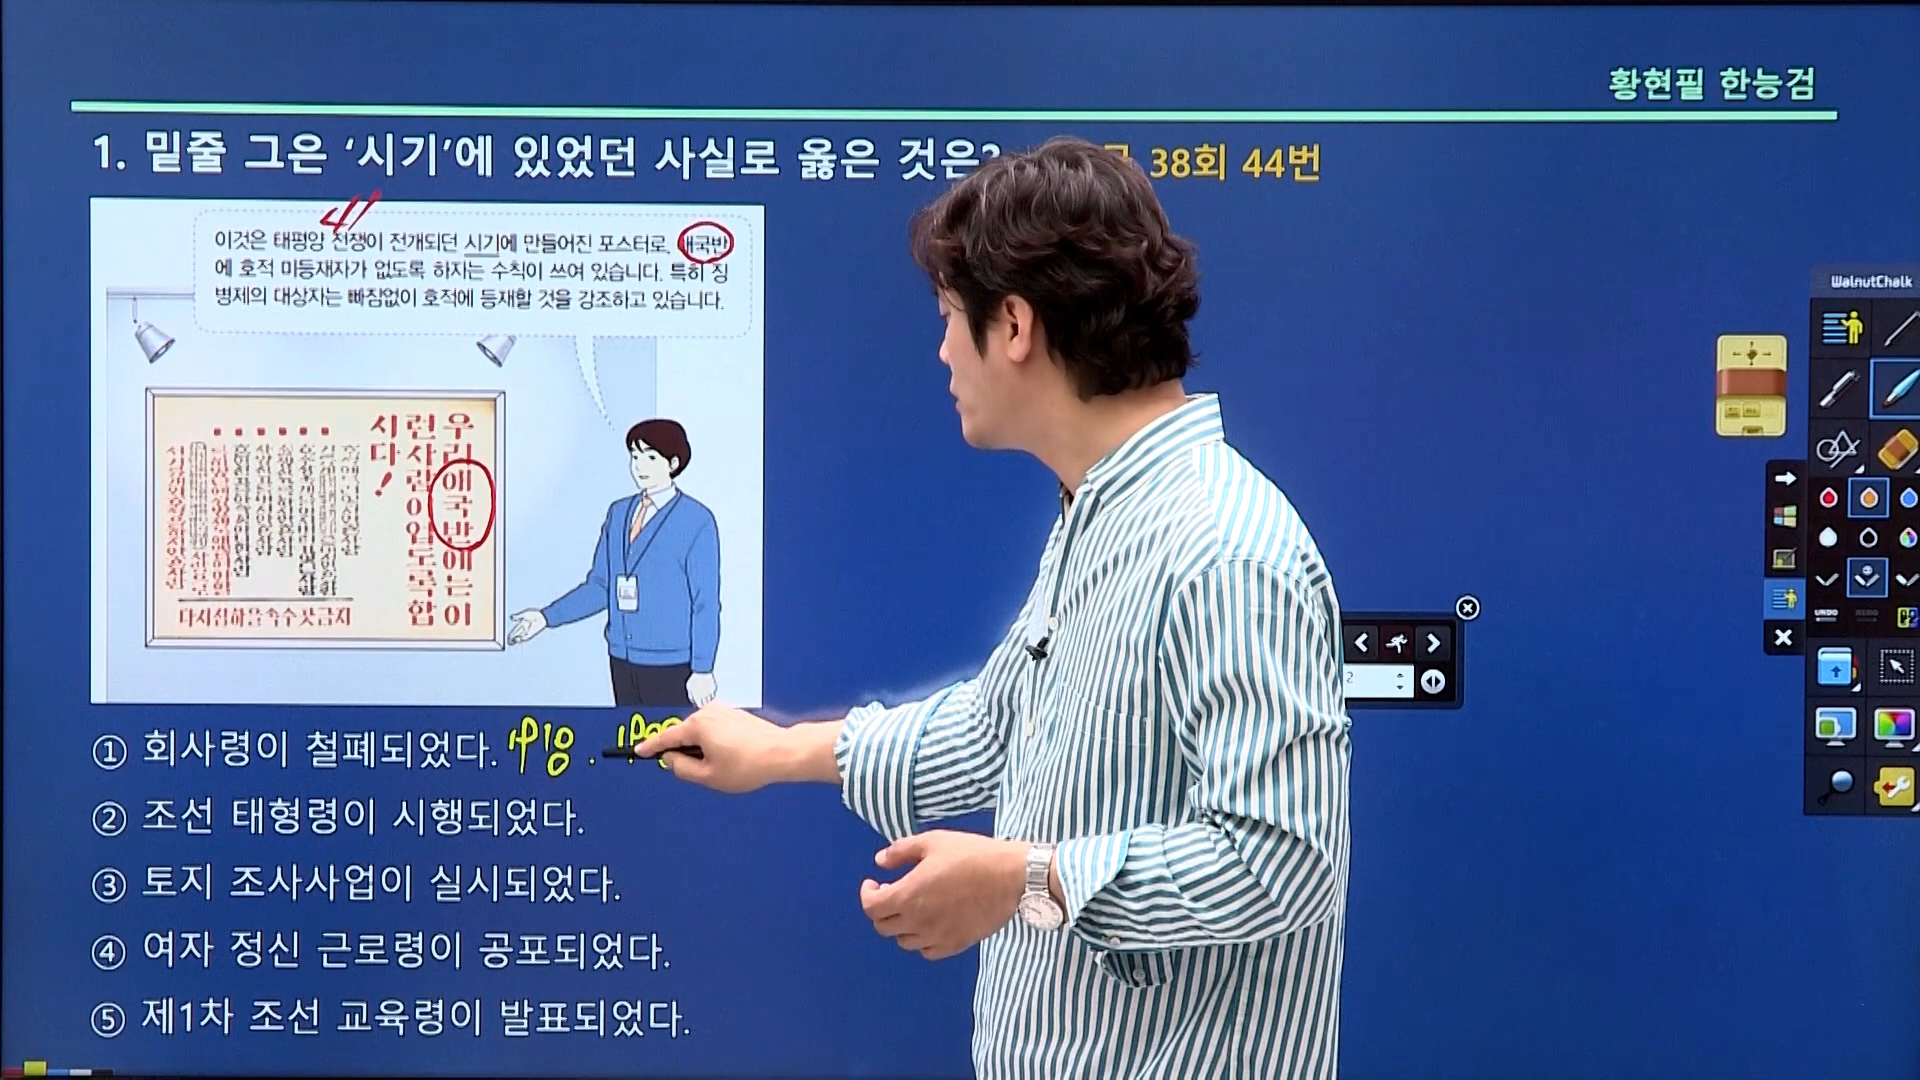 황현필 한능검
1. 밑줄 그은 ‘시기’에 있었던 사실로 옳은 것은?
38회 44번
41
이것은 태평양 전쟁이 전개되던 시기에 만들어진 포스터로, 애국반
에 호적 미등재자가 없도록 하자는 수칙이 쓰여 있습니다. 특히 징
병제의 대상자는 빠짐없이 호적에 등재할 것을 강조하고 있습니다.
우리애국반에는이
런사람이업도록합
시다!
다시십하을속수곳금지
① 회사령이 철폐되었다. 1910.
② 조선 태형령이 시행되었다.
③ 토지 조사사업이 실시되었다.
④ 여자 정신 근로령이 공포되었다.
⑤ 제1차 조선 교육령이 발표되었다.
WalnutChalk
UNDO
REDO
2